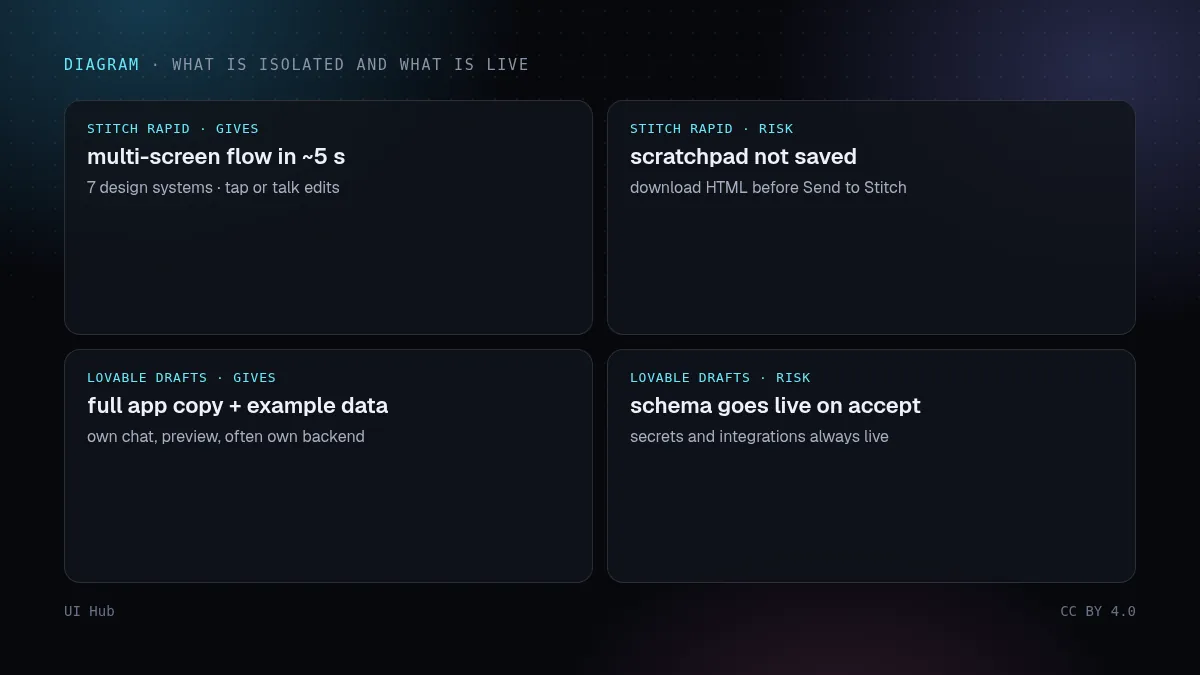 DIAGRAM · WHAT IS ISOLATED AND WHAT IS LIVE
STITCH RAPID · GIVES
multi-screen flow in ~5 s
7 design systems · tap or talk edits
STITCH RAPID · RISK
scratchpad not saved
download HTML before Send to Stitch
LOVABLE DRAFTS · GIVES
full app copy + example data
own chat, preview, often own backend
LOVABLE DRAFTS · RISK
schema goes live on accept
secrets and integrations always live
UI Hub
CC BY 4.0